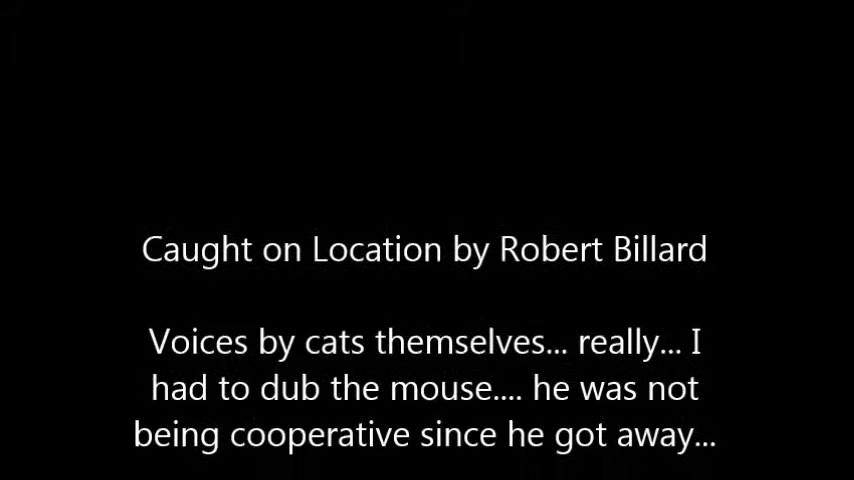 Caught on Location by Robert Billard
Voices by cats themselves... really... I
had to dub the mouse.... he was not
being cooperative since he got away...